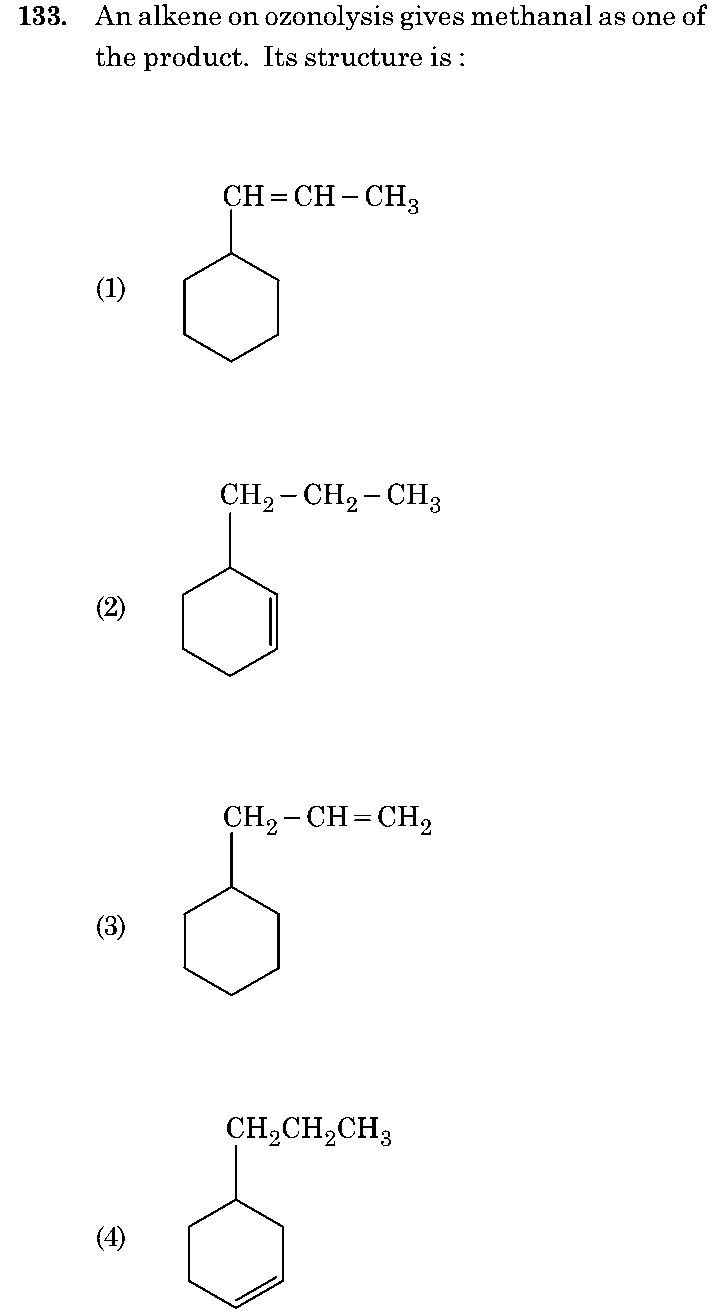 133. An alkene on ozonolysis gives methanal as one of
the product. Its structure is :
CH = CH – CH₃
(1)
CH₂ – CH₂ – CH₃
(2)
CH₂ – CH = CH₂
(3)
CH₂CH₂CH₃
(4)